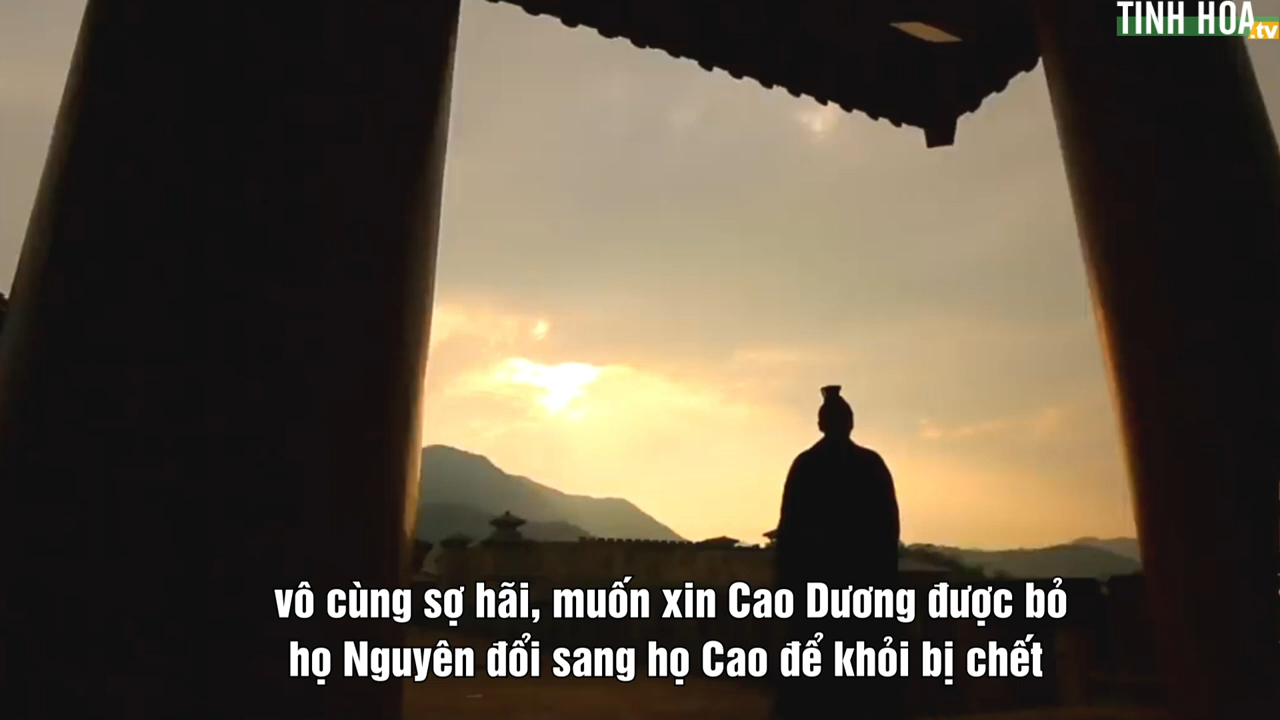 TINH HOA
.tv
vô cùng sợ hãi, muốn xin Cao Dương được bỏ
họ Nguyên đổi sang họ Cao để khỏi bị chết